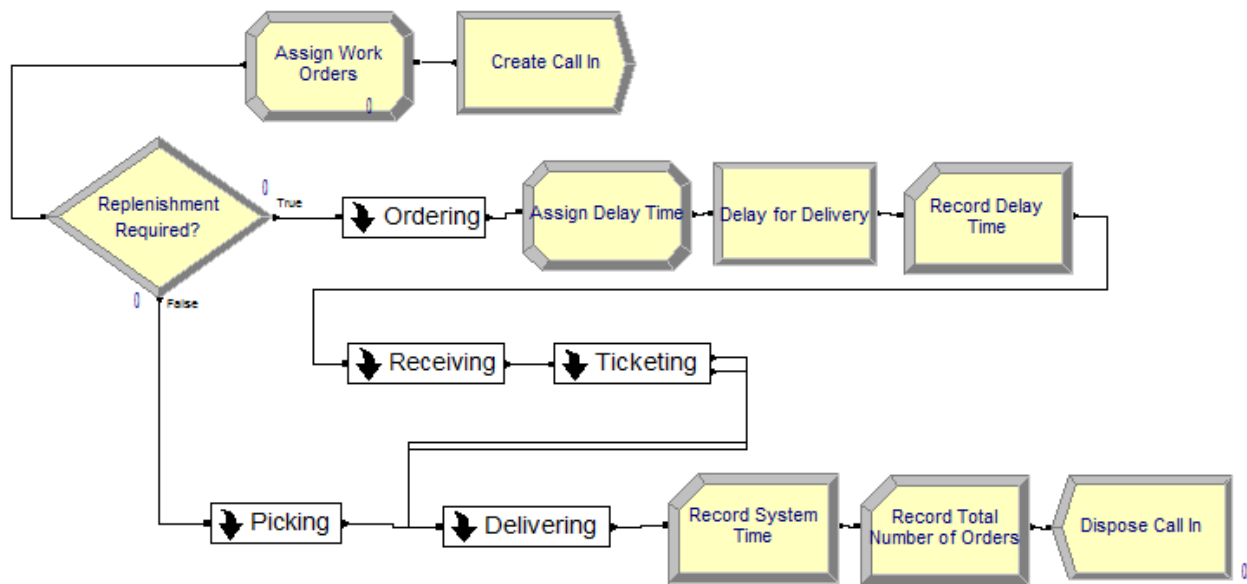 Assign Work
Orders
0
Create Call In
Replenishment
Required?
0
True
0
False
Ordering
Assign Delay Time
Delay for Delivery
Record Delay
Time
Receiving
Ticketing
Picking
Delivering
Record System
Time
Record Total
Number of Orders
Dispose Call In
0